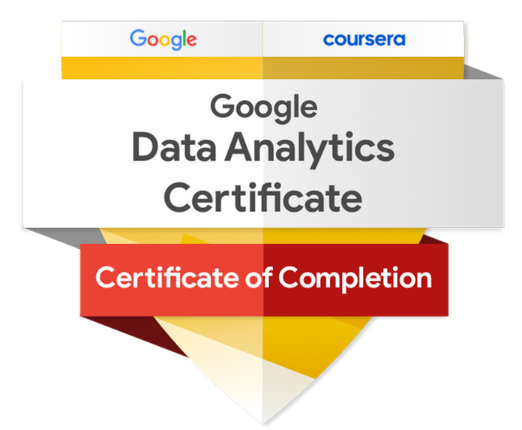 Google coursera
Google
Data Analytics
Certificate
Certificate of Completion